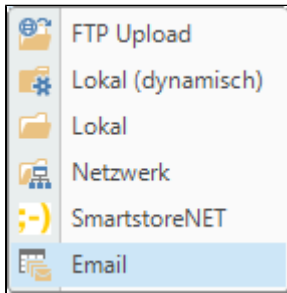 FTP Upload
Lokal (dynamisch)
Lokal
Netzwerk
;-) SmartstoreNET
Email